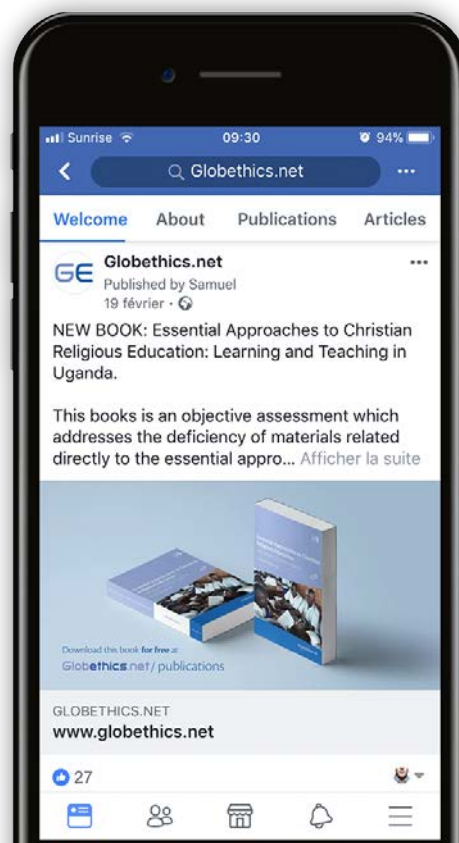 Sunrise 09:30 94%
Globethics.net
Welcome About Publications Articles
GE Globethics.net
Published by Samuel
19 février
NEW BOOK: Essential Approaches to Christian
Religious Education: Learning and Teaching in
Uganda.
This books is an objective assessment which
addresses the deficiency of materials related
directly to the essential appro... Afficher la suite
Download this book for free at
Globethics.net/ publications
GLOBETHICS.NET
www.globethics.net
27